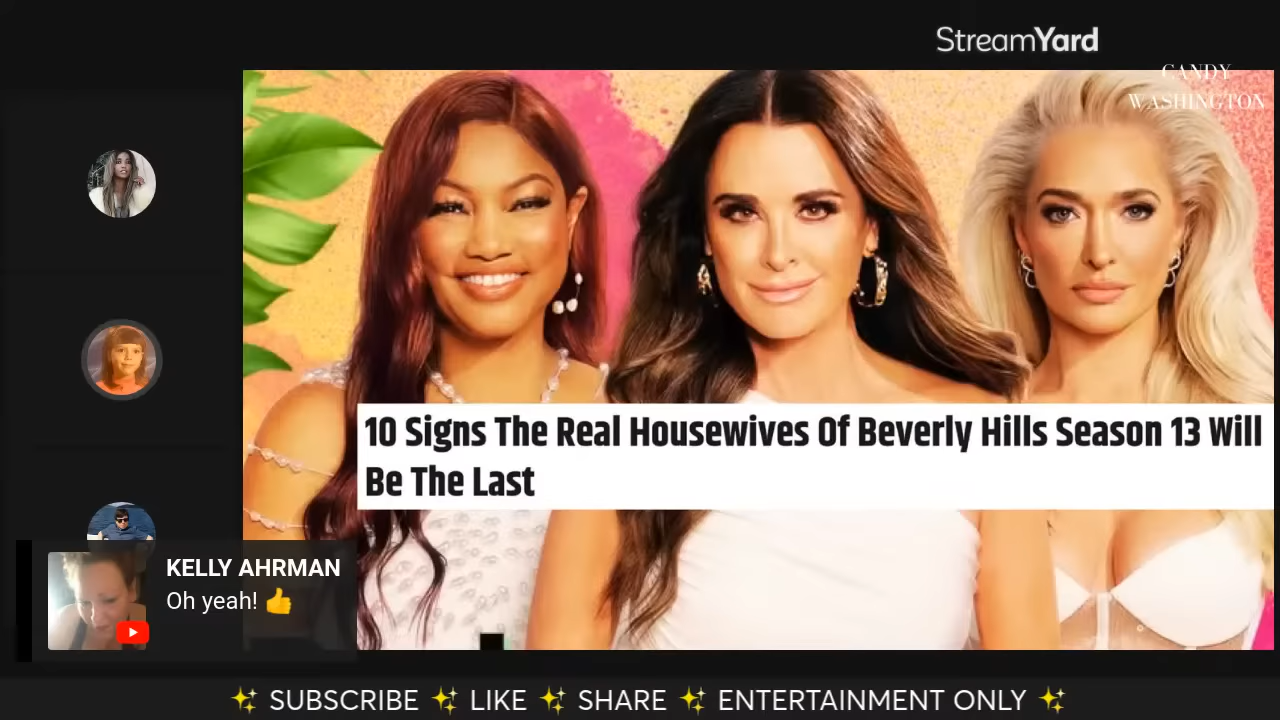 StreamYard
CANDY
WASHINGTON
10 Signs The Real Housewives Of Beverly Hills Season 13 Will
Be The Last
KELLY AHRMAN
Oh yeah! 👍
✨ SUBSCRIBE ✨ LIKE ✨ SHARE ✨ ENTERTAINMENT ONLY ✨